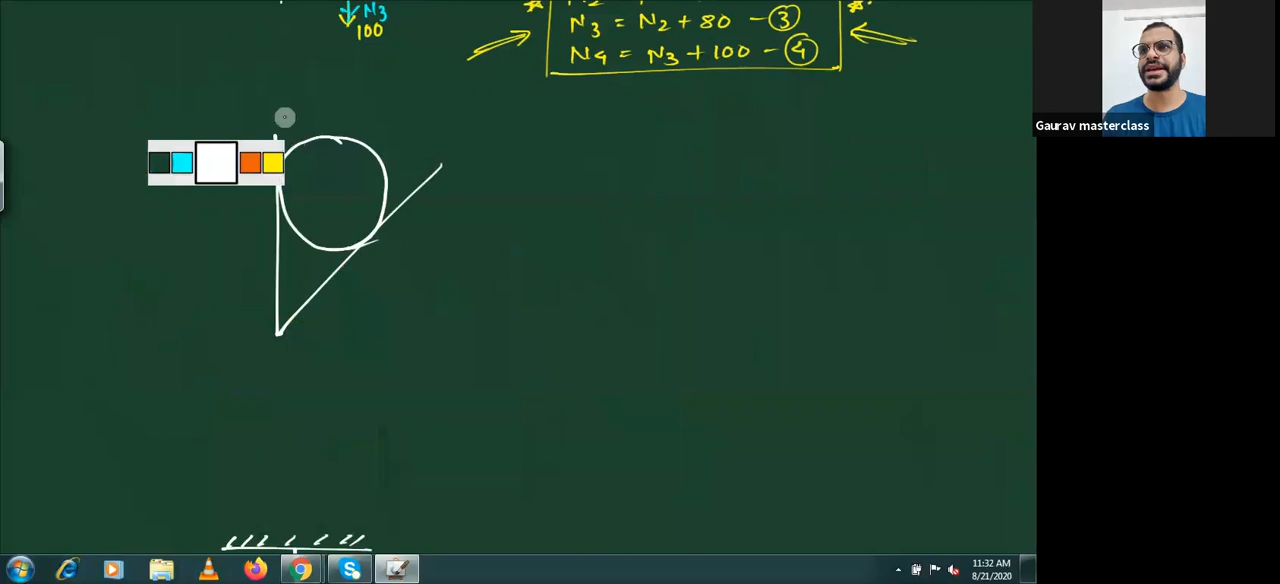 N3
100
N3 = N2 + 80 - ③
N4 = N3 + 100 - ④
Gaurav masterclass
11:32 AM
8/21/2020